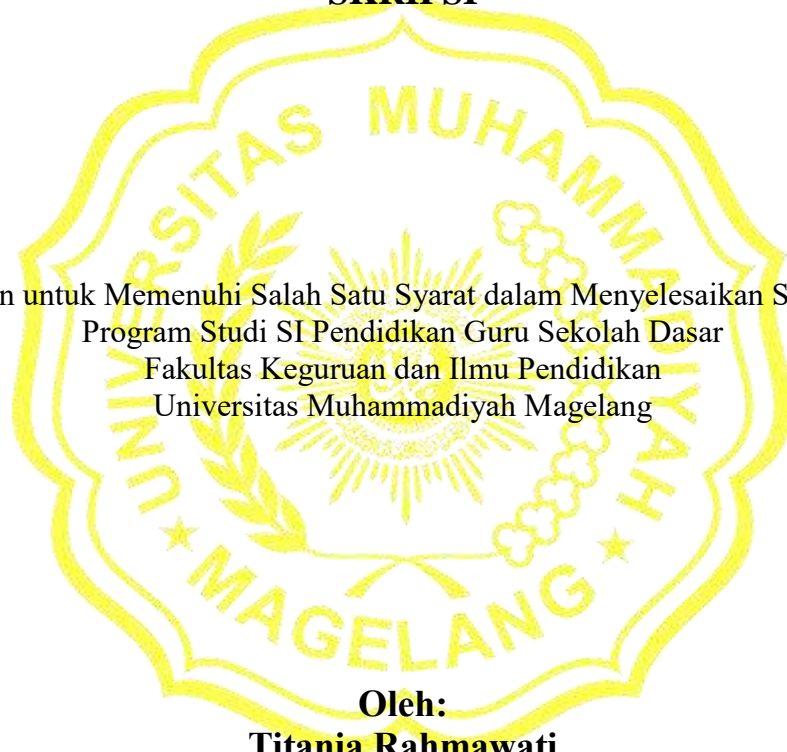 SKRIPSI
UNIVERSITAS MUHAMMADIYAH
n untuk Memenuhi Salah Satu Syarat dalam Menyelesaikan S
Program Studi SI Pendidikan Guru Sekolah Dasar
Fakultas Keguruan dan Ilmu Pendidikan
Universitas Muhammadiyah Magelang
MAGELANG
Oleh:
Titania Rahmawati